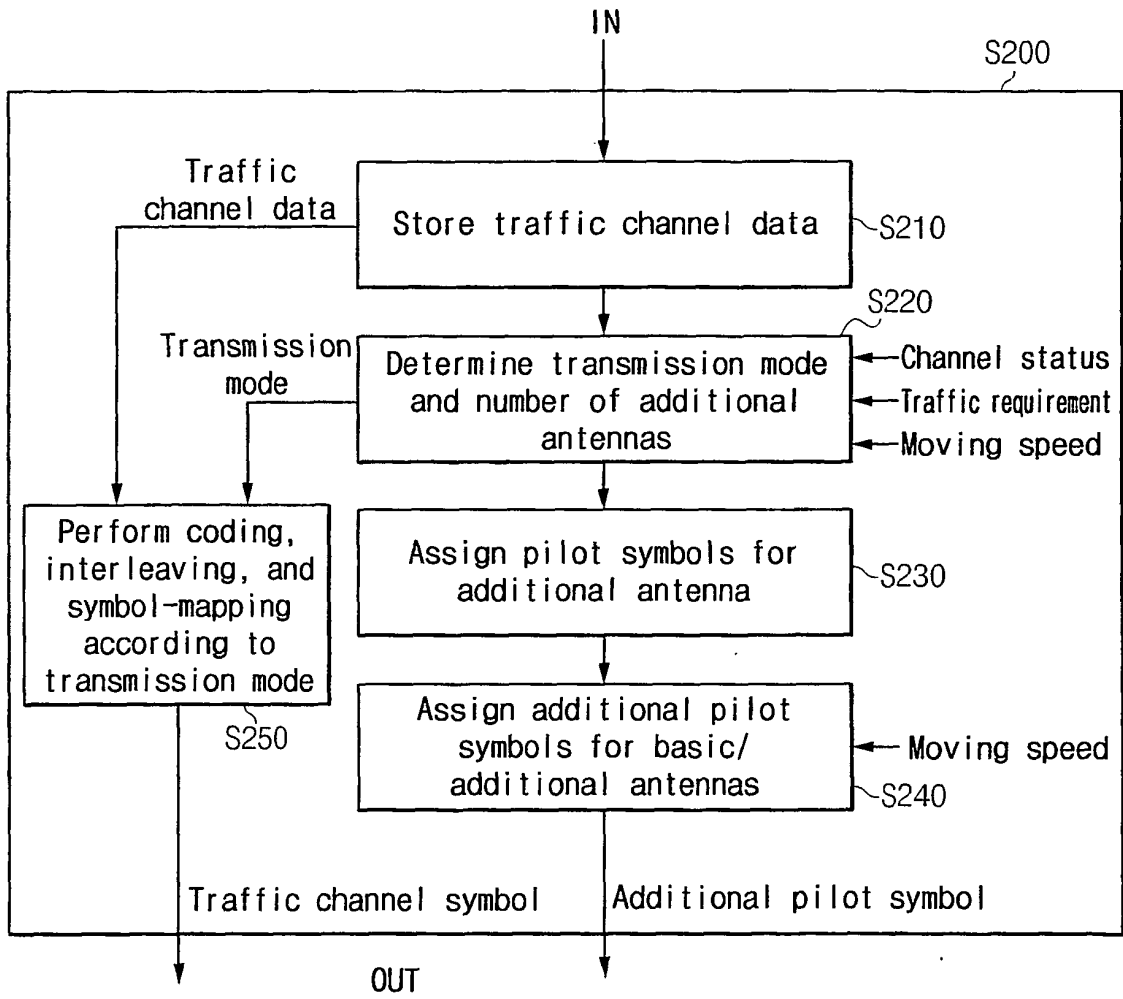 IN
S200
Traffic
channel data
Store traffic channel data
S210
S220
Transmission
mode
Determine transmission mode
and number of additional
antennas
Channel status
Traffic requirement
Moving speed
Perform coding,
interleaving, and
symbol-mapping
according to
transmission mode
S250
Assign pilot symbols for
additional antenna
S230
Assign additional pilot
symbols for basic/
additional antennas
Moving speed
S240
Traffic channel symbol
Additional pilot symbol
OUT